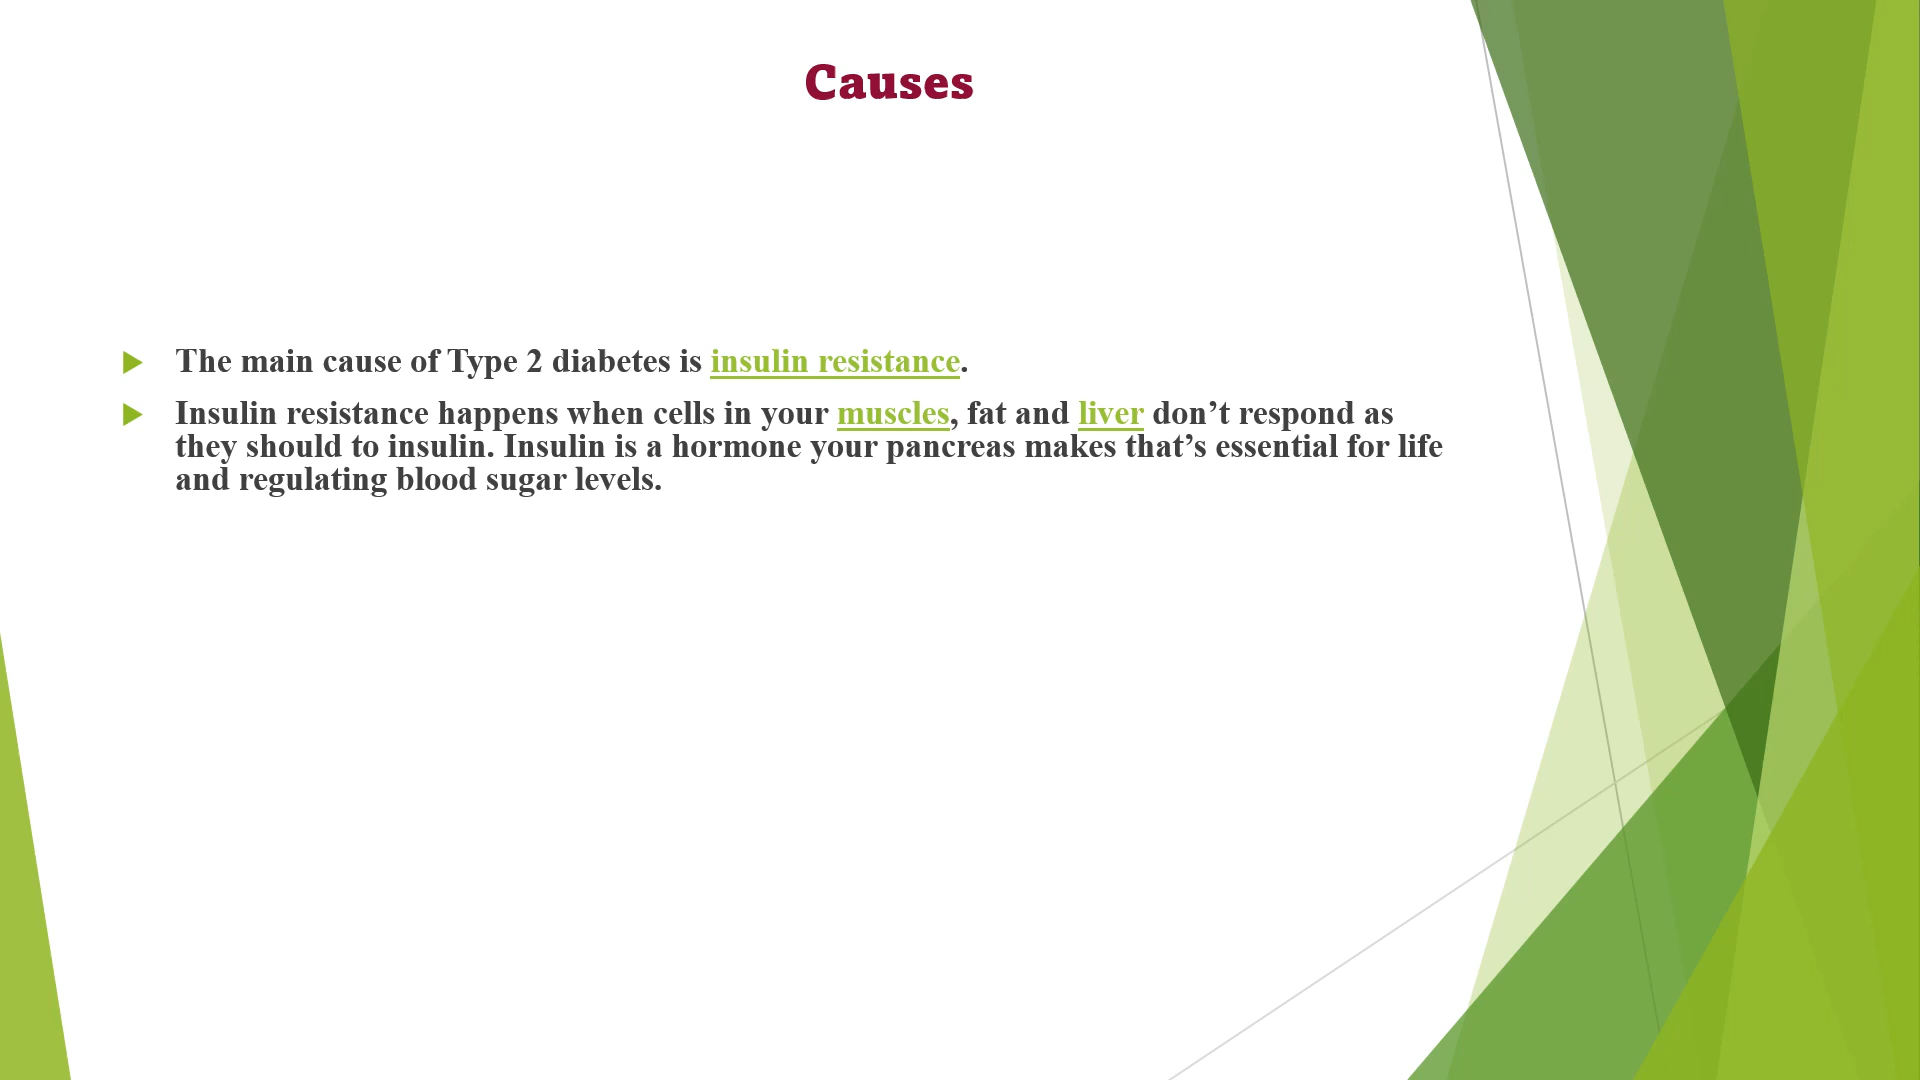 Causes
The main cause of Type 2 diabetes is insulin resistance.
Insulin resistance happens when cells in your muscles, fat and liver don’t respond as
they should to insulin. Insulin is a hormone your pancreas makes that’s essential for life
and regulating blood sugar levels.